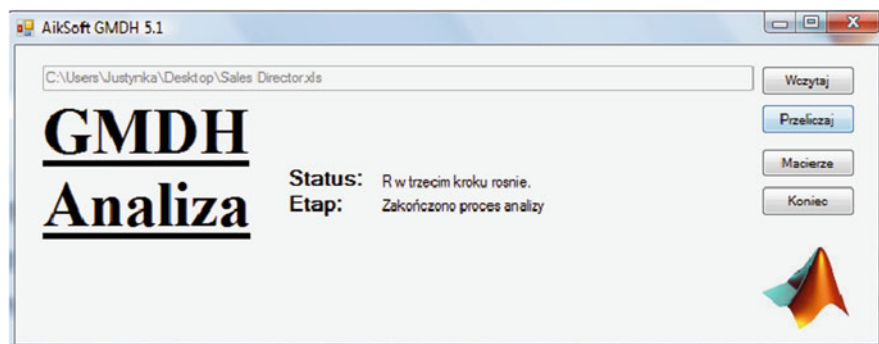 AikSoft GMDH 5.1
C:\Users\Justynka\Desktop\Sales Director.xls
Wczytaj
Przeliczaj
Macierze
Koniec
GMDH
Analiza
Status: R w trzecim kroku rosnie.
Etap: Zakończono proces analizy